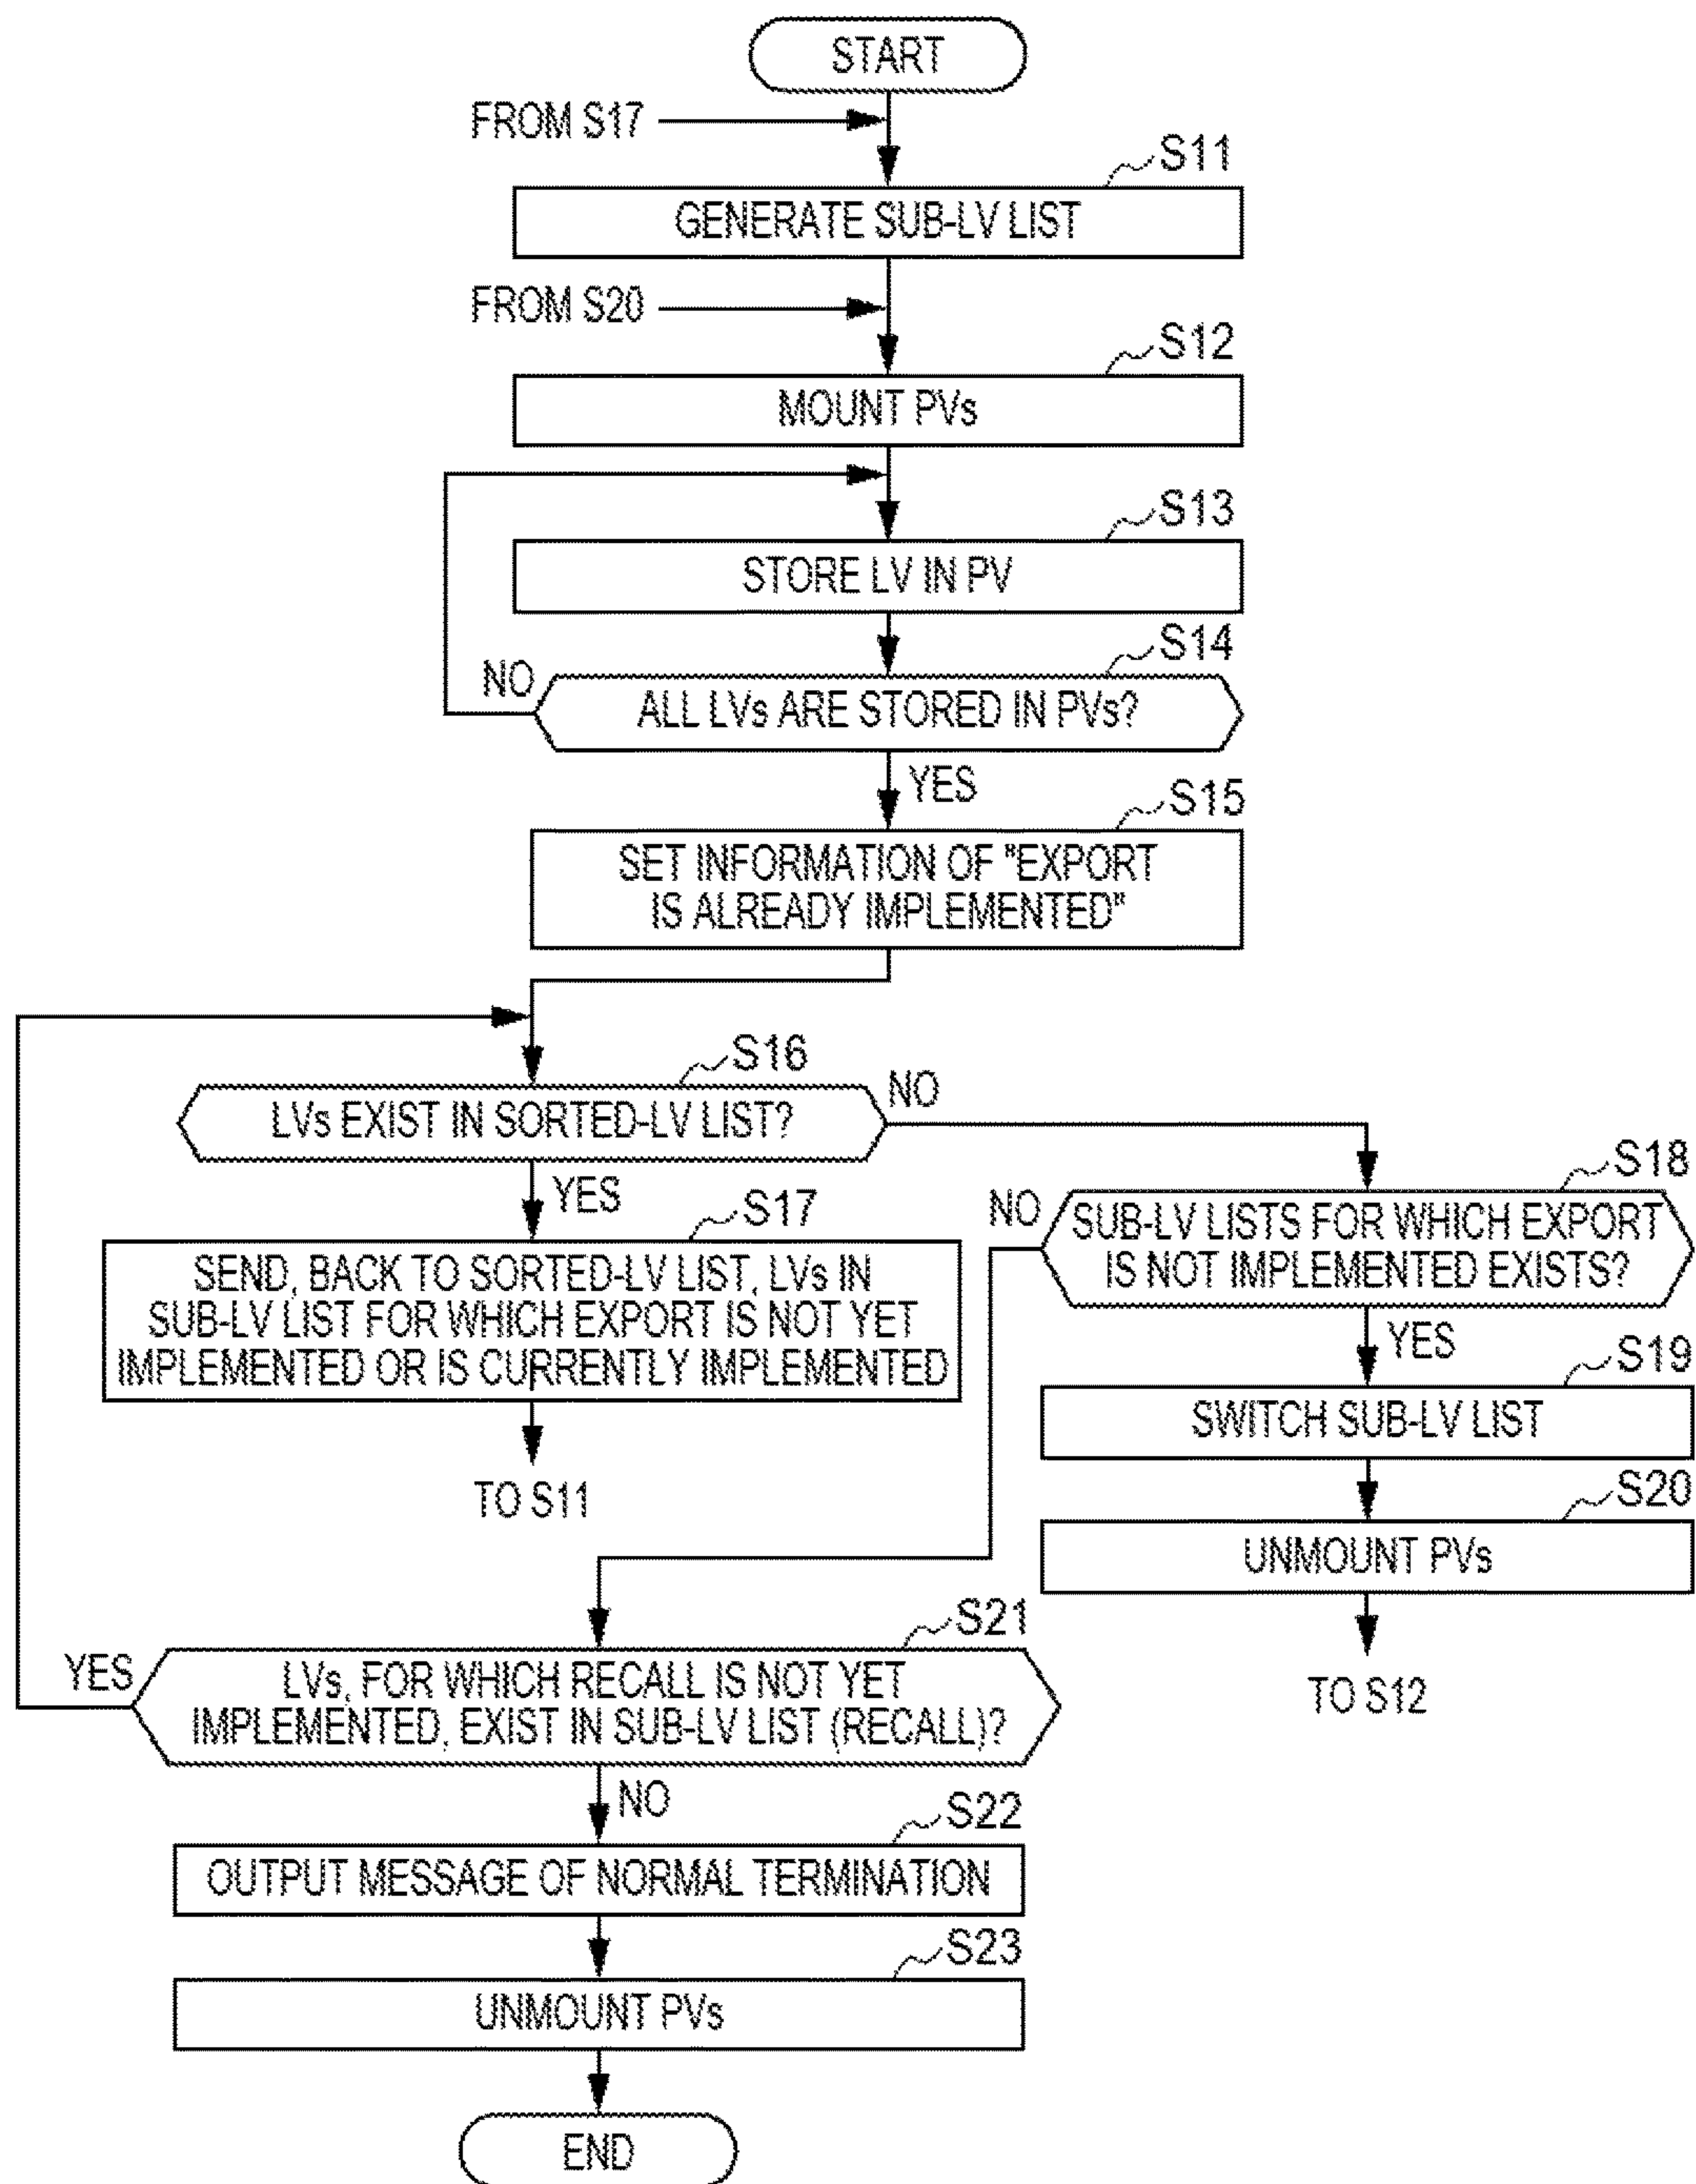 START
FROM S17
S11
GENERATE SUB-LV LIST
FROM S20
S12
MOUNT PVs
S13
STORE LV IN PV
S14
NO
ALL LVs ARE STORED IN PVs?
YES
S15
SET INFORMATION OF "EXPORT
IS ALREADY IMPLEMENTED"
S16
LVs EXIST IN SORTED-LV LIST?
NO
YES
S17
SEND, BACK TO SORTED-LV LIST, LVs IN
SUB-LV LIST FOR WHICH EXPORT IS NOT YET
IMPLEMENTED OR IS CURRENTLY IMPLEMENTED
TO S11
S18
NO
SUB-LV LISTS FOR WHICH EXPORT
IS NOT IMPLEMENTED EXISTS?
YES
S19
SWITCH SUB-LV LIST
S20
UNMOUNT PVs
TO S12
S21
YES
LVs, FOR WHICH RECALL IS NOT YET
IMPLEMENTED, EXIST IN SUB-LV LIST (RECALL)?
NO
S22
OUTPUT MESSAGE OF NORMAL TERMINATION
S23
UNMOUNT PVs
END